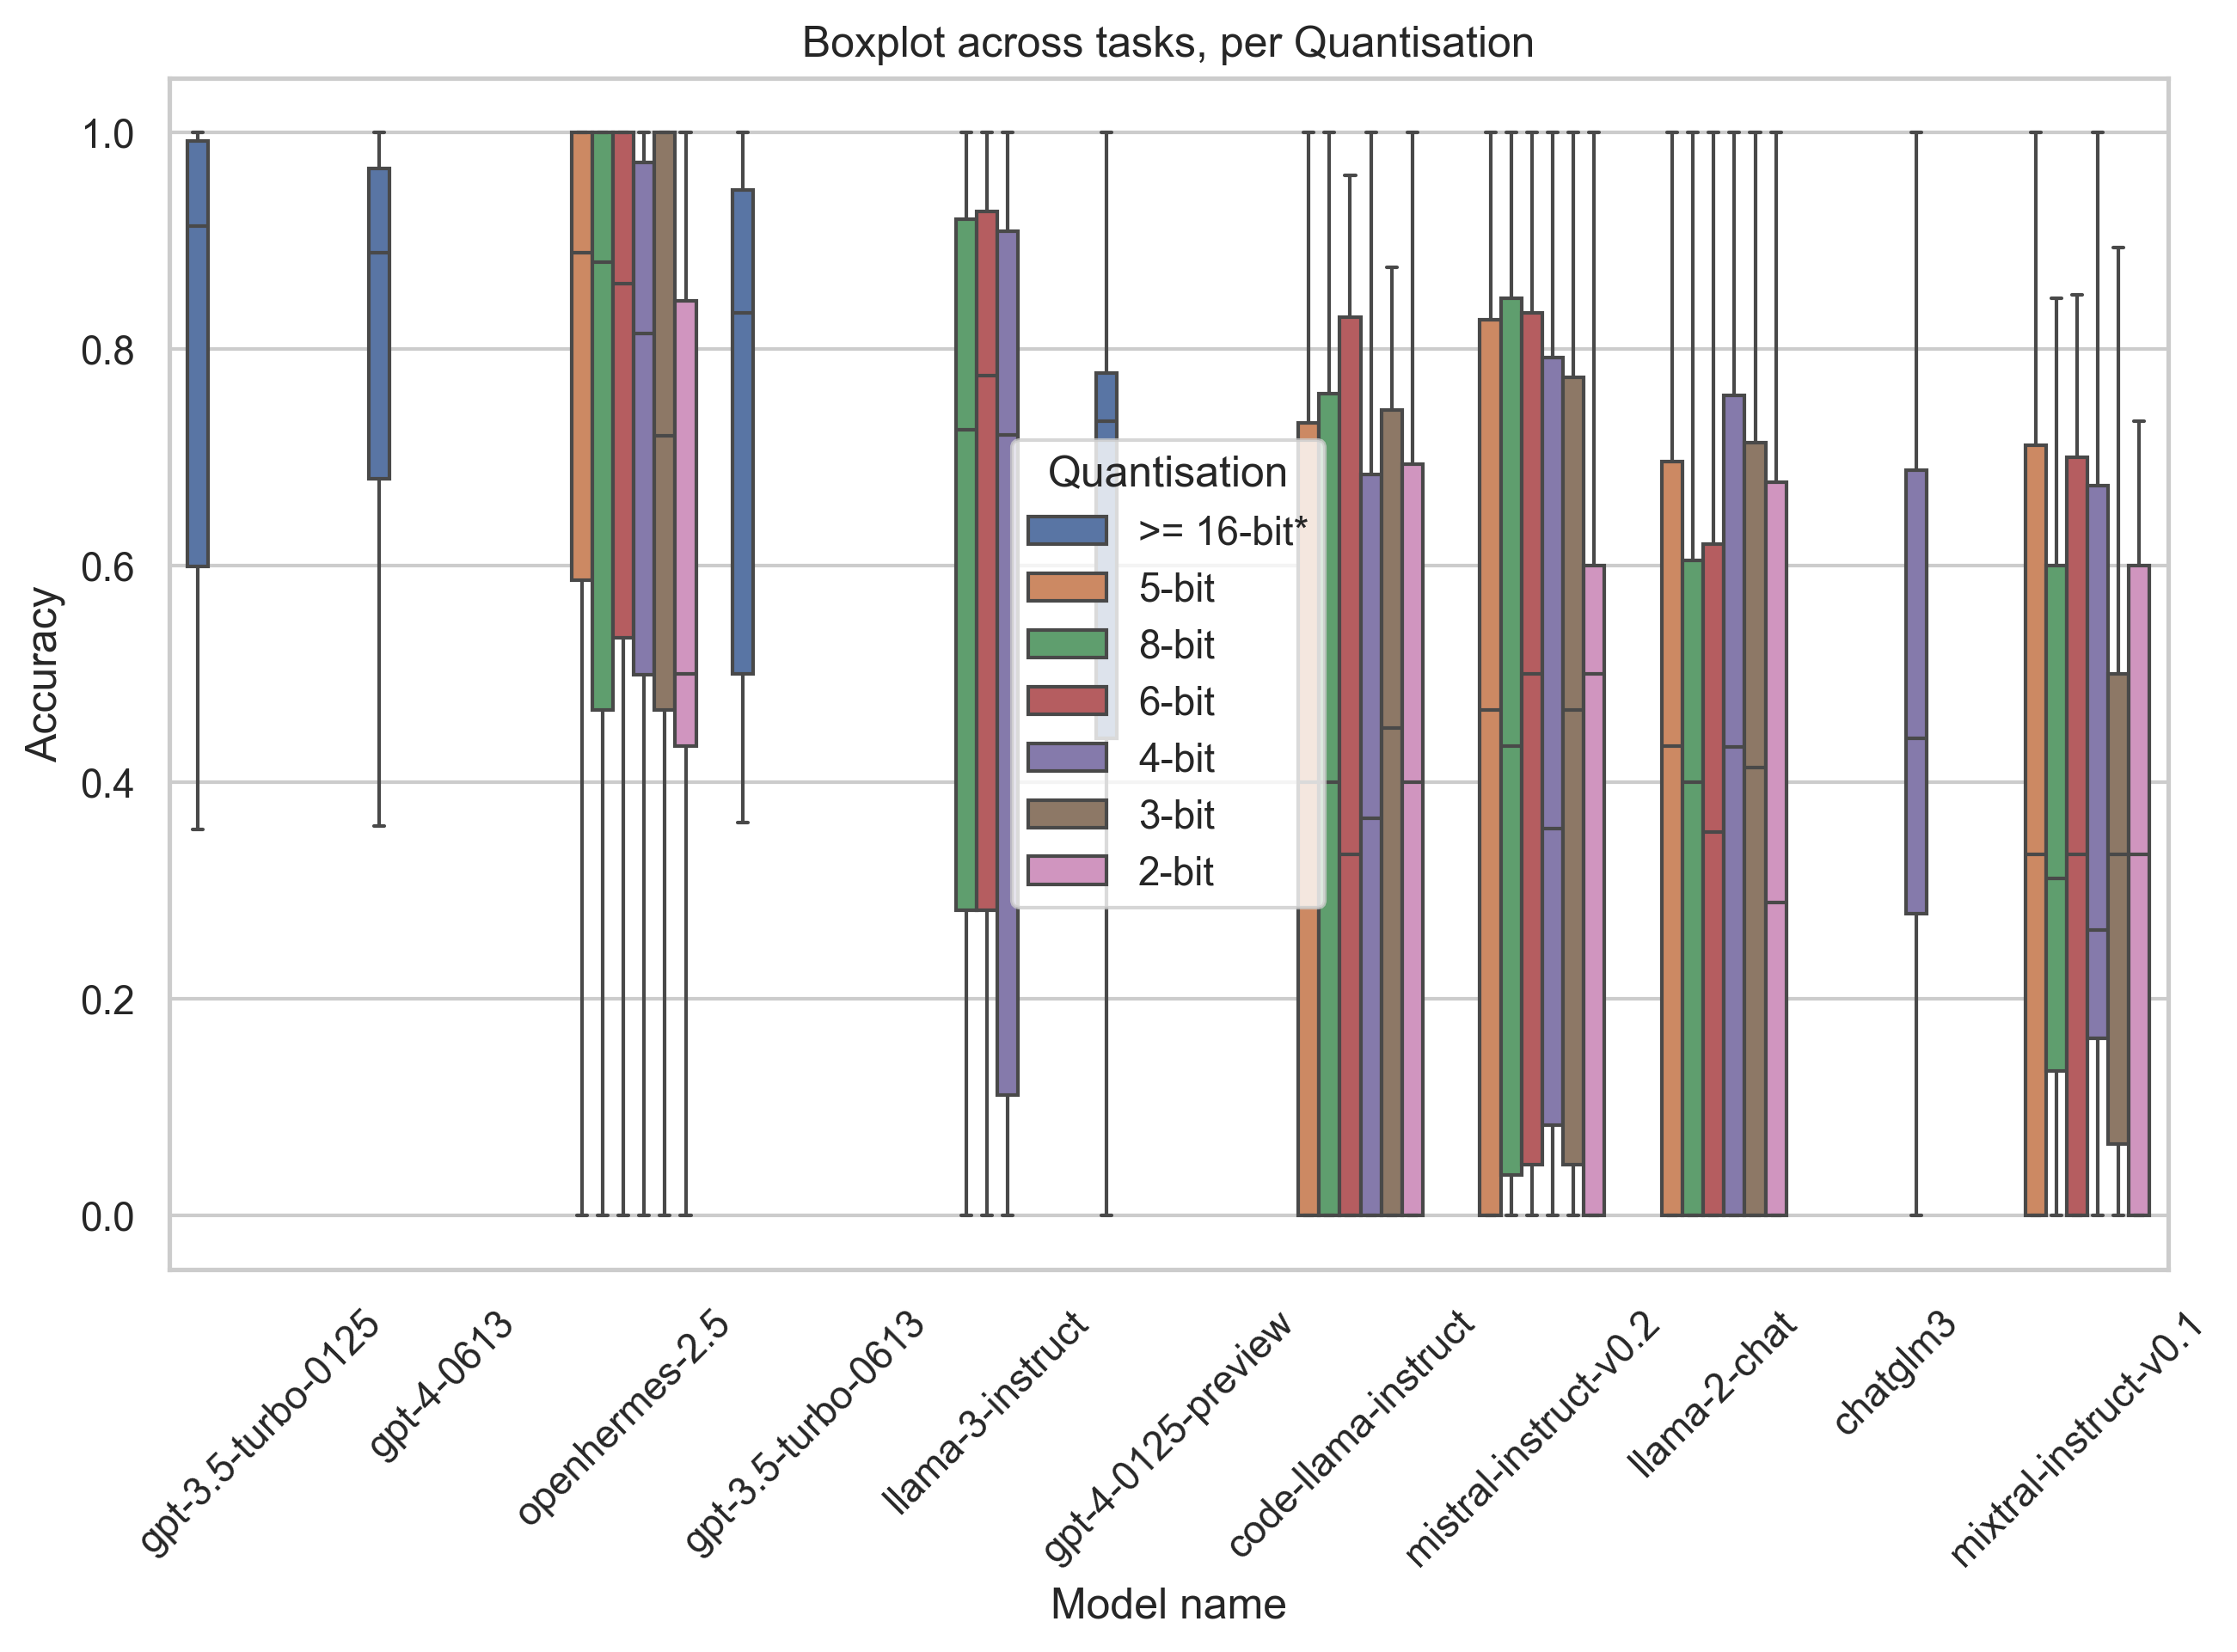 Boxplot across tasks, per Quantisation
Accuracy
1.0
0.8
0.6
0.4
0.2
0.0
Quantisation
>= 16-bit*
5-bit
8-bit
6-bit
4-bit
3-bit
2-bit
gpt-3.5-turbo-0125
gpt-4-0613
openhermes-2.5
gpt-3.5-turbo-0613
llama-3-instruct
gpt-4-0125-preview
code-llama-instruct
mistral-instruct-v0.2
llama-2-chat
chatglm3
mixtral-instruct-v0.1
Model name